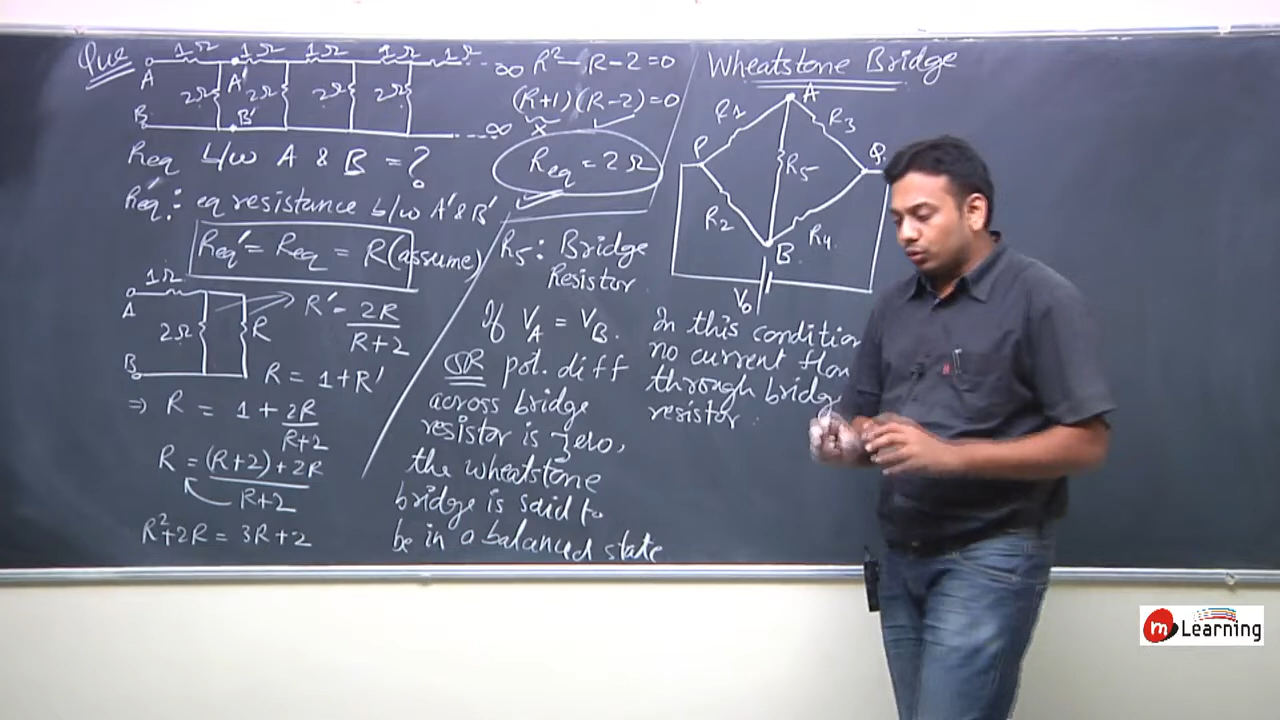 Que
1Ω 1Ω 1Ω 1Ω 1Ω ∞
A A'
2Ω 2Ω 2Ω 2Ω
B B' ∞
Req b/w A & B = ?
Req': eq resistance b/w A' & B'
Req' = Req = R (assume)
1Ω
A
2Ω R
B
R' = 2R/R+2
R = 1 + R'
⇒ R = 1 + 2R/R+2
R = (R+2)+2R/R+2
R²+2R = 3R+2
R² - R - 2 = 0
(R+1)(R-2) = 0
x ✓
Req = 2Ω
Wheatstone Bridge
A
R1 R3
P Q
R5
R2 R4
B
V0
R5: Bridge
Resistor
If VA = VB.
OR pot. diff
across bridge
resistor is zero,
the wheatstone
bridge is said to
be in a balanced state
In this condition
no current flow
through bridge
resistor.
m Learning